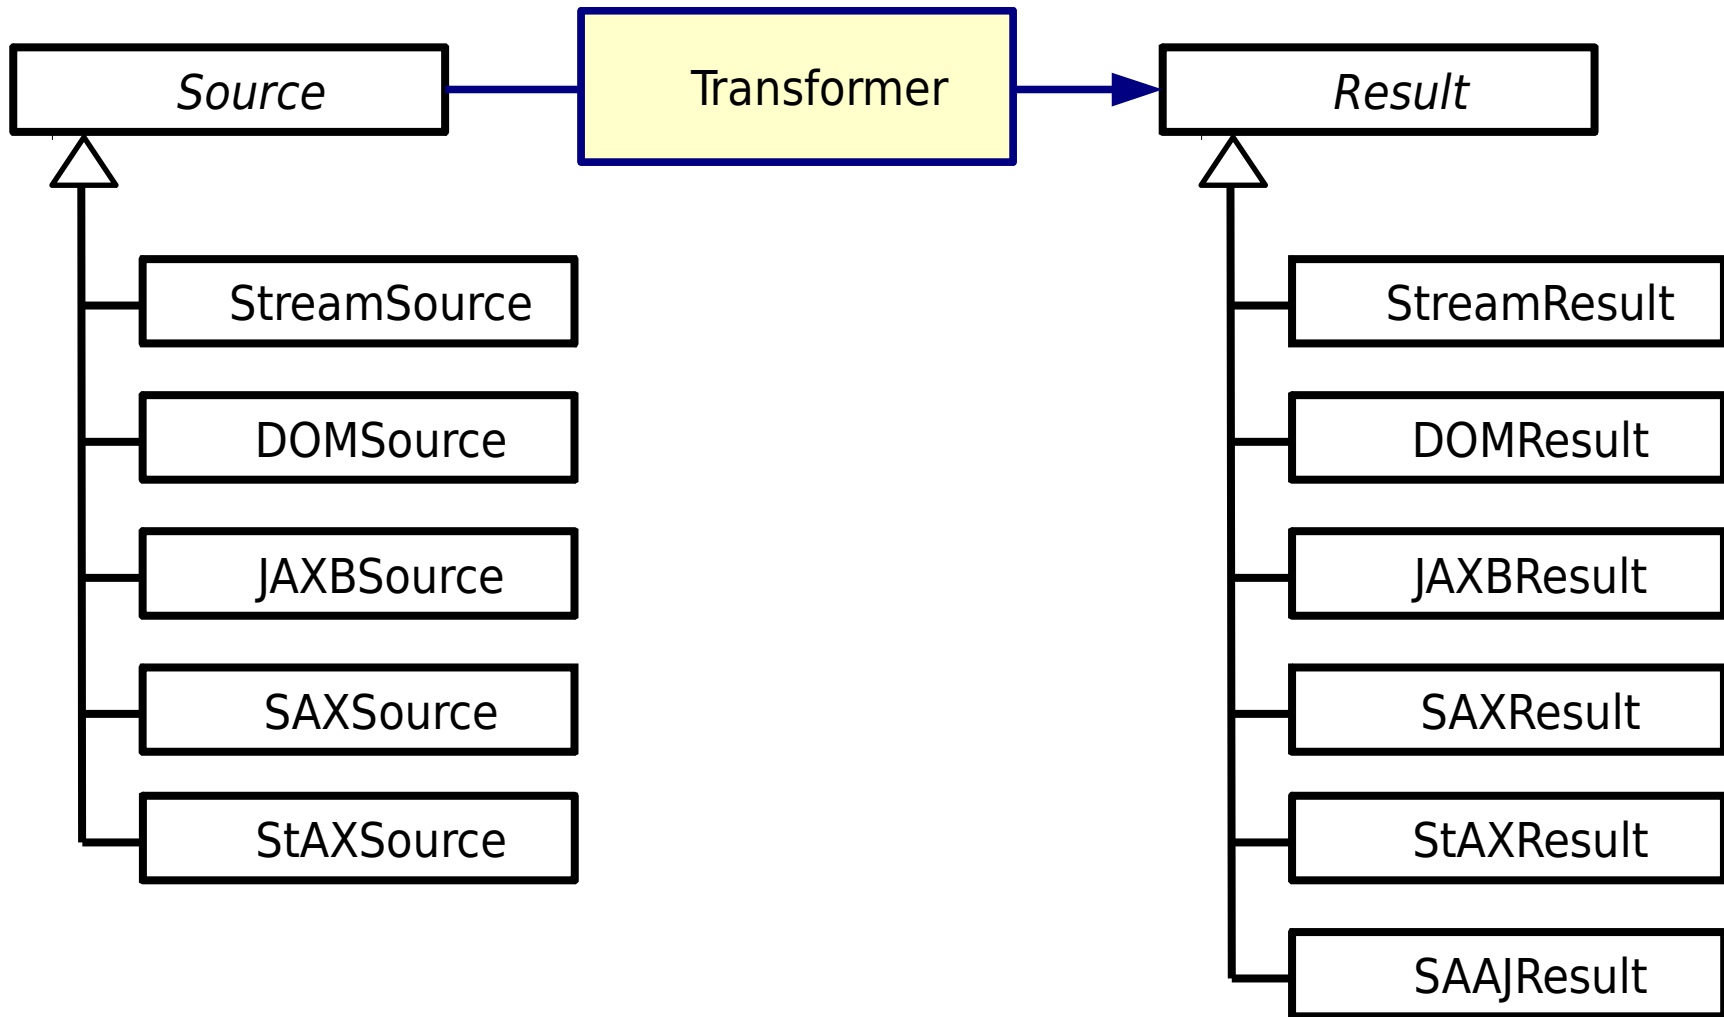 Source
Transformer
Result
StreamSource
StreamResult
DOMSource
DOMResult
JAXBSource
JAXBResult
SAXSource
SAXResult
StAXSource
StAXResult
SAAJResult